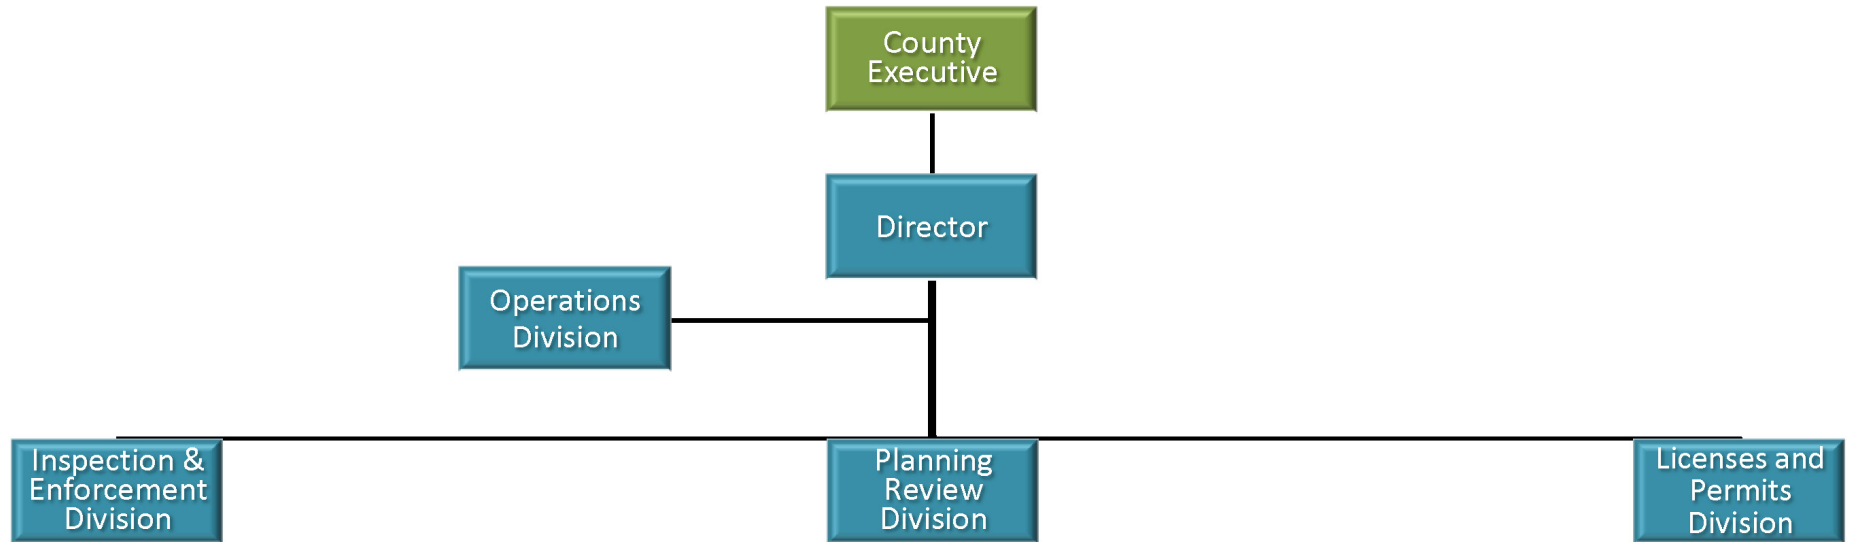 County
Executive
Director
Operations
Division
Inspection &
Enforcement
Division
Planning
Review
Division
Licenses and
Permits
Division